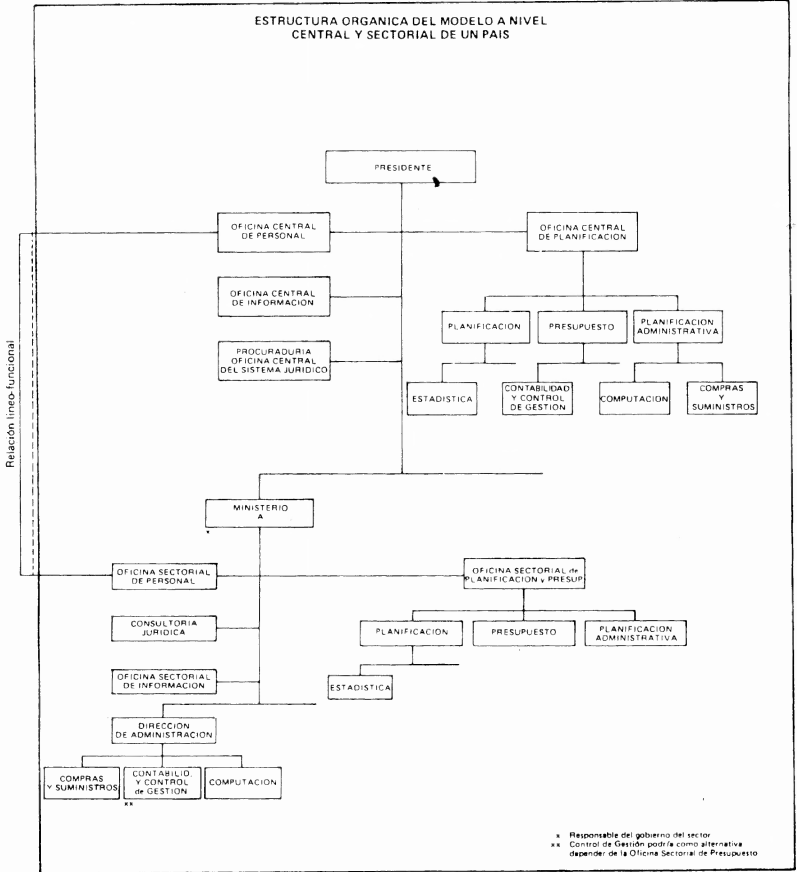 ESTRUCTURA ORGANICA DEL MODELO A NIVEL
CENTRAL Y SECTORIAL DE UN PAIS
PRESIDENTE
OFICINA CENTRAL
DE PERSONAL
OFICINA CENTRAL
DE PLANIFICACION
OFICINA CENTRAL
DE INFORMACION
PLANIFICACION
PRESUPUESTO
PLANIFICACION
ADMINISTRATIVA
PROCURADURIA
OFICINA CENTRAL
DEL SISTEMA JURIDICO
ESTADISTICA
CONTABILIDAD
Y CONTROL
DE GESTION
COMPUTACION
COMPRAS
Y
SUMINISTROS
Relación lineo-funcional
MINISTERIO
A
*
OFICINA SECTORIAL
DE PERSONAL
OFICINA SECTORIAL de
PLANIFICACION y PRESUP
CONSULTORIA
JURIDICA
PLANIFICACION
PRESUPUESTO
PLANIFICACION
ADMINISTRATIVA
OFICINA SECTORIAL
DE INFORMACION
ESTADISTICA
DIRECCION
DE ADMINISTRACION
COMPRAS
Y SUMINISTROS
CONTABILID.
Y CONTROL
de GESTION
**
COMPUTACION
* Responsable del gobierno del sector
** Control de Gestión podría como alternativa
depender de la Oficina Sectorial de Presupuesto